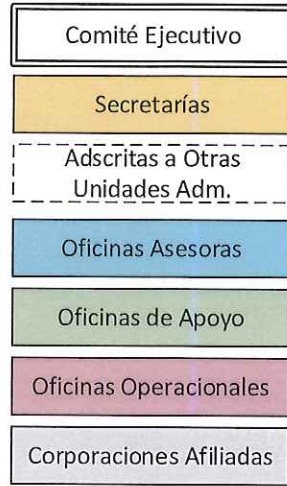 Comité Ejecutivo
Secretarías
Adscritas a Otras
Unidades Adm.
Oficinas Asesoras
Oficinas de Apoyo
Oficinas Operacionales
Corporaciones Afiliadas